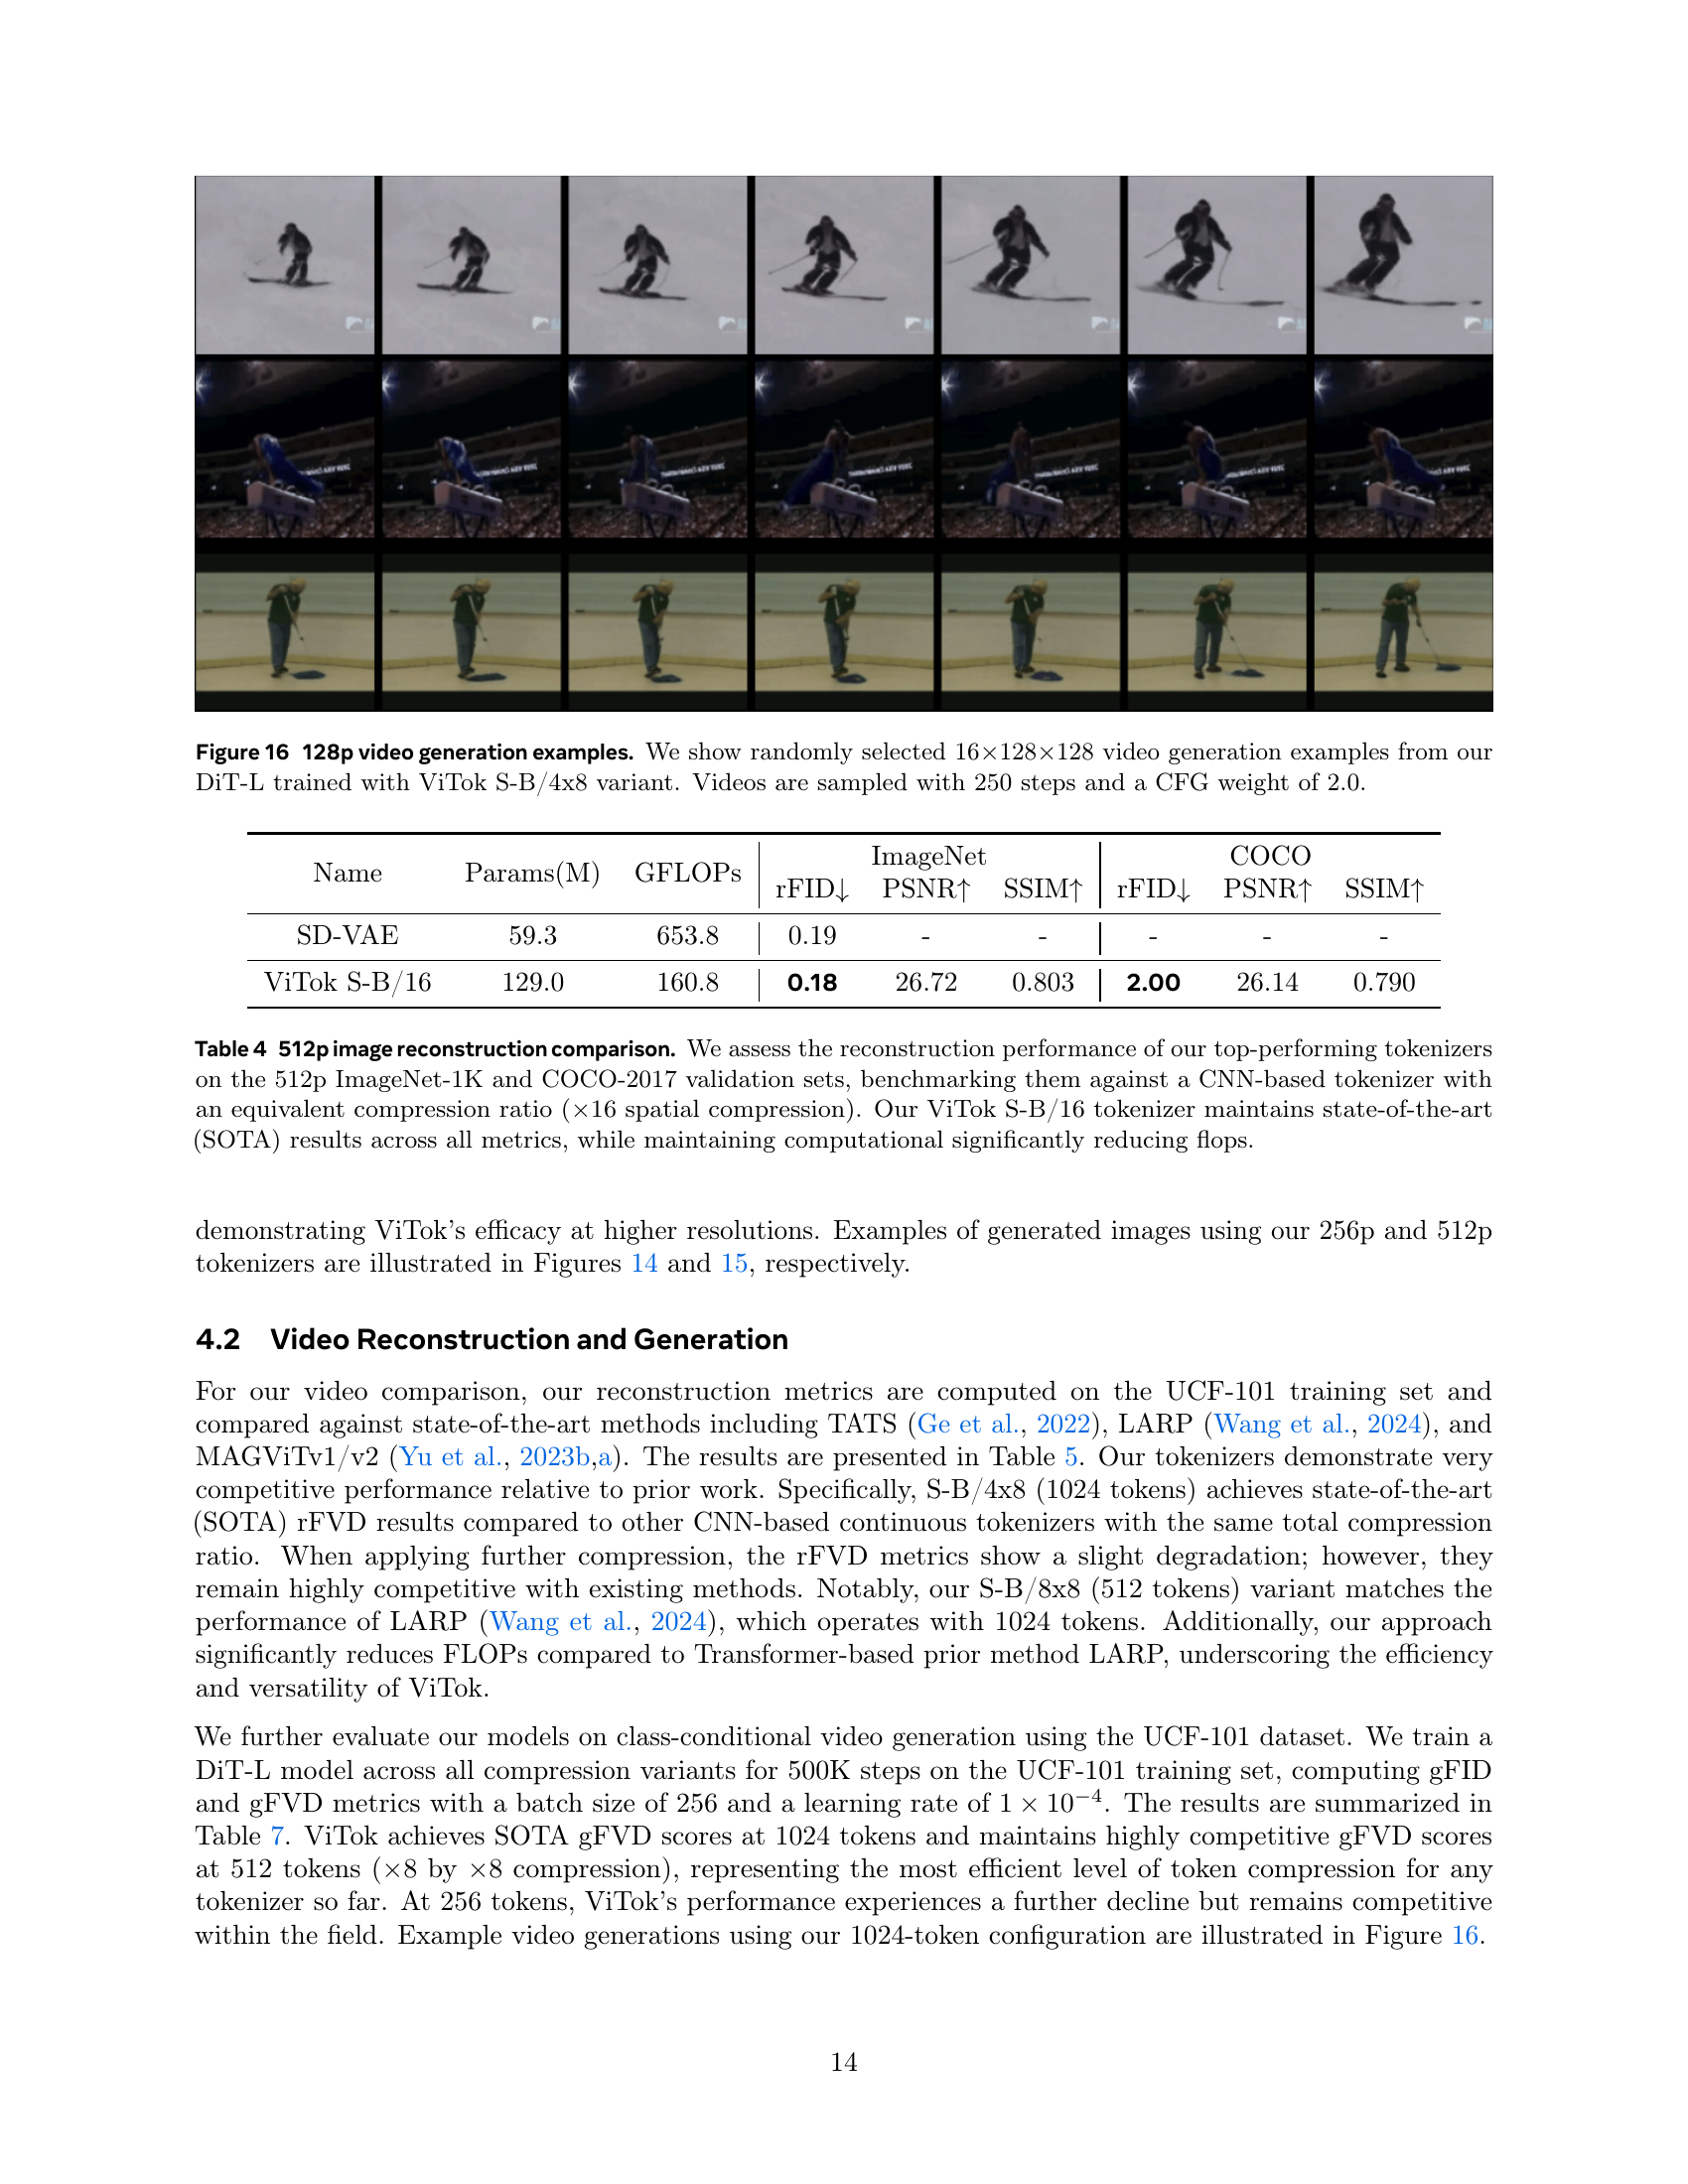 Figure 16 128p video generation examples. We show randomly selected 16×128×128 video generation examples from our
DiT-L trained with ViTok S-B/4x8 variant. Videos are sampled with 250 steps and a CFG weight of 2.0.
Name Params(M) GFLOPs ImageNet COCO
rFID↓ PSNR↑ SSIM↑ rFID↓ PSNR↑ SSIM↑
SD-VAE 59.3 653.8 0.19 - - - - -
ViTok S-B/16 129.0 160.8 0.18 26.72 0.803 2.00 26.14 0.790
Table 4 512p image reconstruction comparison. We assess the reconstruction performance of our top-performing tokenizers
on the 512p ImageNet-1K and COCO-2017 validation sets, benchmarking them against a CNN-based tokenizer with
an equivalent compression ratio (×16 spatial compression). Our ViTok S-B/16 tokenizer maintains state-of-the-art
(SOTA) results across all metrics, while maintaining computational significantly reducing flops.
demonstrating ViTok's efficacy at higher resolutions. Examples of generated images using our 256p and 512p
tokenizers are illustrated in Figures 14 and 15, respectively.
4.2 Video Reconstruction and Generation
For our video comparison, our reconstruction metrics are computed on the UCF-101 training set and
compared against state-of-the-art methods including TATS (Ge et al., 2022), LARP (Wang et al., 2024), and
MAGViTv1/v2 (Yu et al., 2023b,a). The results are presented in Table 5. Our tokenizers demonstrate very
competitive performance relative to prior work. Specifically, S-B/4x8 (1024 tokens) achieves state-of-the-art
(SOTA) rFVD results compared to other CNN-based continuous tokenizers with the same total compression
ratio. When applying further compression, the rFVD metrics show a slight degradation; however, they
remain highly competitive with existing methods. Notably, our S-B/8x8 (512 tokens) variant matches the
performance of LARP (Wang et al., 2024), which operates with 1024 tokens. Additionally, our approach
significantly reduces FLOPs compared to Transformer-based prior method LARP, underscoring the efficiency
and versatility of ViTok.
We further evaluate our models on class-conditional video generation using the UCF-101 dataset. We train a
DiT-L model across all compression variants for 500K steps on the UCF-101 training set, computing gFID
and gFVD metrics with a batch size of 256 and a learning rate of 1 × 10⁻⁴. The results are summarized in
Table 7. ViTok achieves SOTA gFVD scores at 1024 tokens and maintains highly competitive gFVD scores
at 512 tokens (×8 by ×8 compression), representing the most efficient level of token compression for any
tokenizer so far. At 256 tokens, ViTok's performance experiences a further decline but remains competitive
within the field. Example video generations using our 1024-token configuration are illustrated in Figure 16.
14